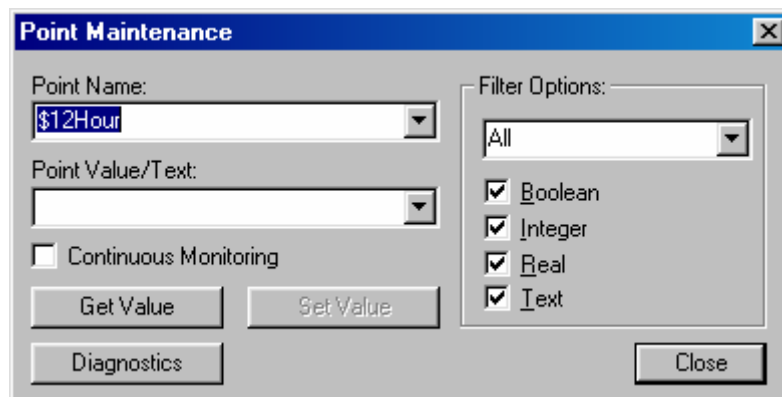 Point Maintenance
Point Name:
$12Hour
Point Value/Text:
Continuous Monitoring
Get Value
Set Value
Diagnostics
Filter Options:
All
Boolean
Integer
Real
Text
Close